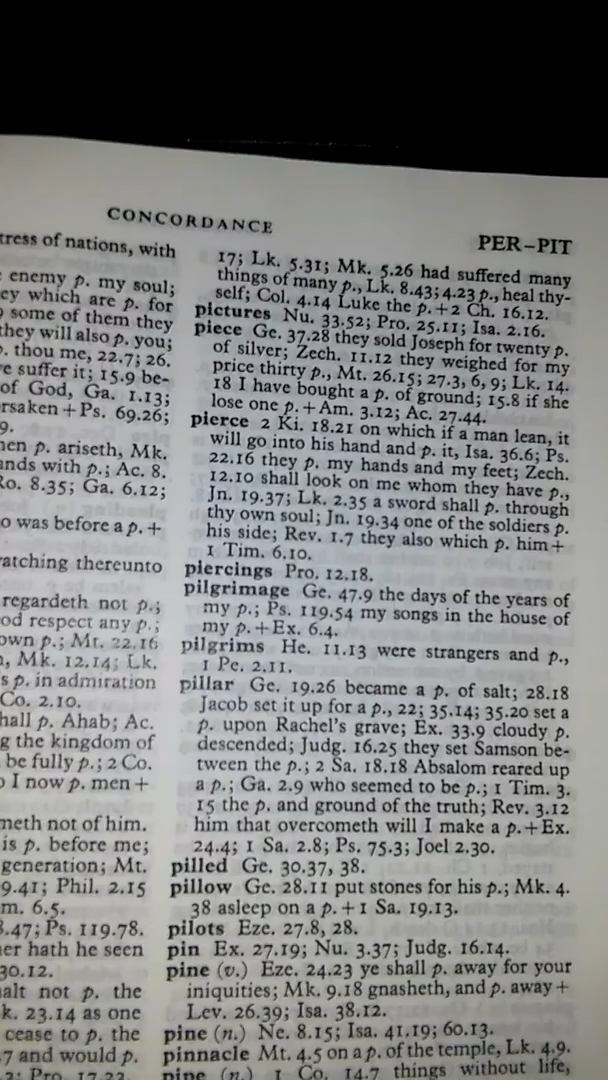 CONCORDANCE
PER-PIT
tress of nations, with
enemy p. my soul;
ey which are p. for
some of them they
they will also p. you;
. thou me, 22.7; 26.
e suffer it; 15.9 be-
of God, Ga. 1.13;
rsaken + Ps. 69.26;
9.
en p. ariseth, Mk.
nds with p.; Ac. 8.
Ro. 8.35; Ga. 6.12;
o was before a p. +
atching thereunto
regardeth not p.;
od respect any p.;
own p.; Mt. 22.16
, Mk. 12.14; Lk.
s p. in admiration
Co. 2.10.
hall p. Ahab; Ac.
g the kingdom of
be fully p.; 2 Co.
o I now p. men +
meth not of him.
is p. before me;
generation; Mt.
9.41; Phil. 2.15
m. 6.5.
8.47; Ps. 119.78.
er hath he seen
30.12.
alt not p. the
k. 23.14 as one
cease to p. the
7 and would p.
Pro. 17.23.
17; Lk. 5.31; Mk. 5.26 had suffered many
things of many p., Lk. 8.43; 4.23 p., heal thy-
self; Col. 4.14 Luke the p. + 2 Ch. 16.12.
pictures Nu. 33.52; Pro. 25.11; Isa. 2.16.
piece Ge. 37.28 they sold Joseph for twenty p.
of silver; Zech. 11.12 they weighed for my
price thirty p., Mt. 26.15; 27.3, 6, 9; Lk. 14.
18 I have bought a p. of ground; 15.8 if she
lose one p. + Am. 3.12; Ac. 27.44.
pierce 2 Ki. 18.21 on which if a man lean, it
will go into his hand and p. it, Isa. 36.6; Ps.
22.16 they p. my hands and my feet; Zech.
12.10 shall look on me whom they have p.,
Jn. 19.37; Lk. 2.35 a sword shall p. through
thy own soul; Jn. 19.34 one of the soldiers p.
his side; Rev. 1.7 they also which p. him +
1 Tim. 6.10.
piercings Pro. 12.18.
pilgrimage Ge. 47.9 the days of the years of
my p.; Ps. 119.54 my songs in the house of
my p. + Ex. 6.4.
pilgrims He. 11.13 were strangers and p.,
1 Pe. 2.11.
pillar Ge. 19.26 became a p. of salt; 28.18
Jacob set it up for a p., 22; 35.14; 35.20 set a
p. upon Rachel's grave; Ex. 33.9 cloudy p.
descended; Judg. 16.25 they set Samson be-
tween the p.; 2 Sa. 18.18 Absalom reared up
a p.; Ga. 2.9 who seemed to be p.; 1 Tim. 3.
15 the p. and ground of the truth; Rev. 3.12
him that overcometh will I make a p. + Ex.
24.4; 1 Sa. 2.8; Ps. 75.3; Joel 2.30.
pilled Ge. 30.37, 38.
pillow Ge. 28.11 put stones for his p.; Mk. 4.
38 asleep on a p. + 1 Sa. 19.13.
pilots Eze. 27.8, 28.
pin Ex. 27.19; Nu. 3.37; Judg. 16.14.
pine (v.) Eze. 24.23 ye shall p. away for your
iniquities; Mk. 9.18 gnasheth, and p. away +
Lev. 26.39; Isa. 38.12.
pine (n.) Ne. 8.15; Isa. 41.19; 60.13.
pinnacle Mt. 4.5 on a p. of the temple, Lk. 4.9.
pipe (n.) 1 Co. 14.7 things without life,